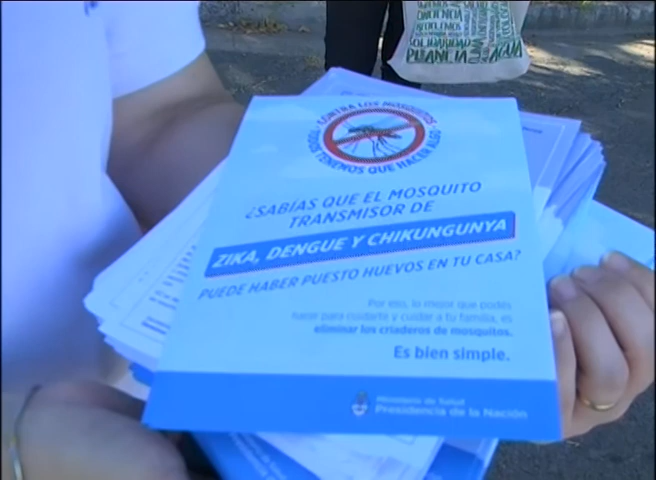 CONTRA LOS MOSQUITOS
TODOS TENEMOS QUE HACER ALGO
¿SABÍAS QUE EL MOSQUITO
TRANSMISOR DE
ZIKA, DENGUE Y CHIKUNGUNYA
PUEDE HABER PUESTO HUEVOS EN TU CASA?
Por eso, lo mejor que podés
hacer para cuidarte y cuidar a tu familia, es
eliminar los criaderos de mosquitos.
Es bien simple.
Ministerio de Salud
Presidencia de la Nación
SOLIDARIDAD
PLANETA